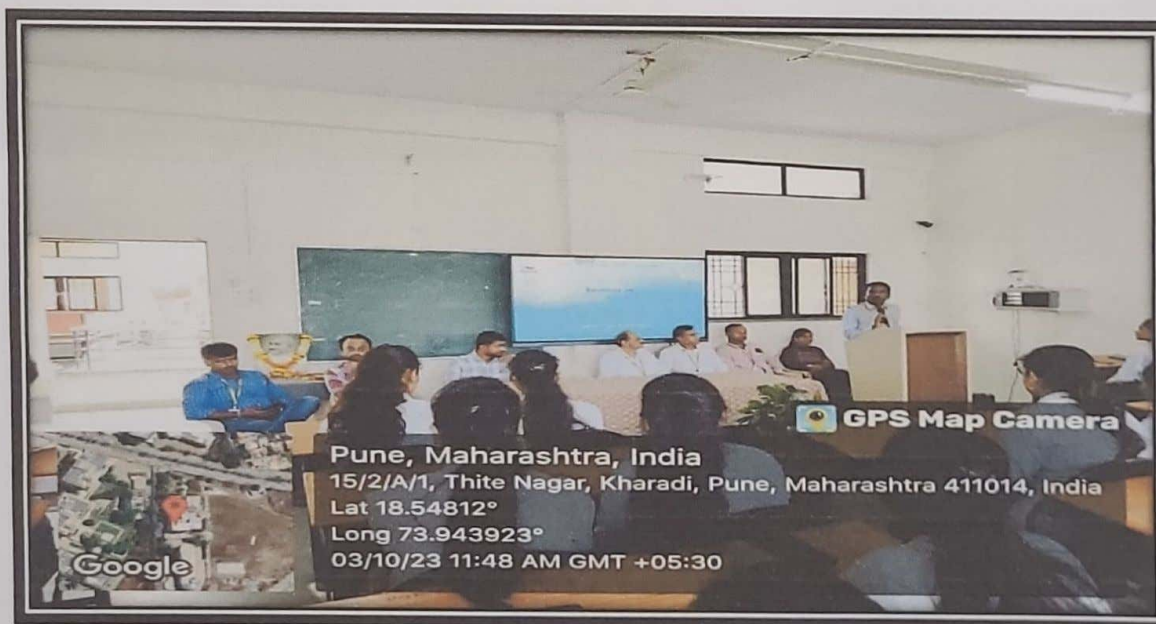 GPS Map Camera
Pune, Maharashtra, India
15/2/A/1, Thite Nagar, Kharadi, Pune, Maharashtra 411014, India
Lat 18.54812°
Long 73.943923°
03/10/23 11:48 AM GMT +05:30
Google